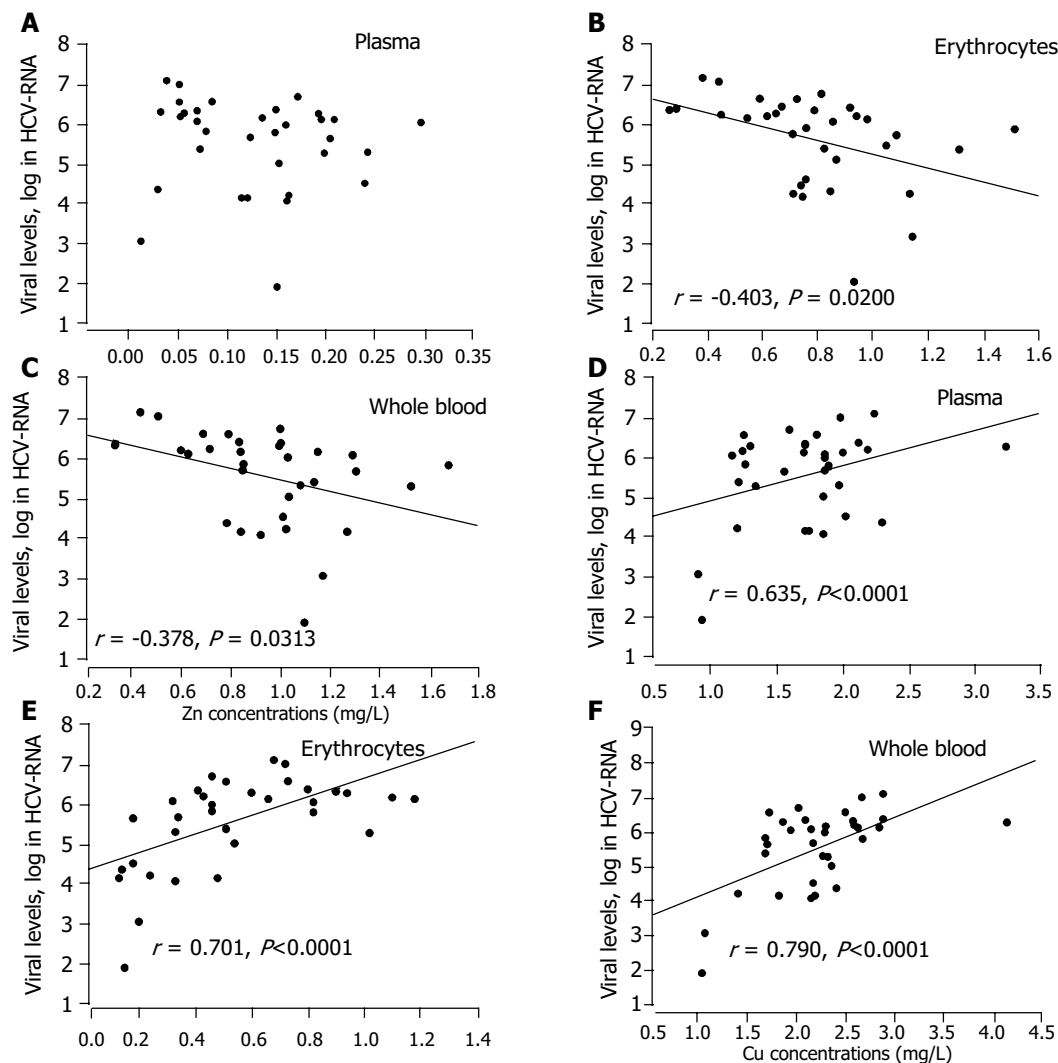 A
Plasma
Viral levels, log in HCV-RNA
8
7
6
5
4
3
2
1
0.00 0.05 0.10 0.15 0.20 0.25 0.30 0.35
B
Erythrocytes
Viral levels, log in HCV-RNA
8
7
6
5
4
3
2
1
r = -0.403, P = 0.0200
0.2 0.4 0.6 0.8 1.0 1.2 1.4 1.6
C
Whole blood
Viral levels, log in HCV-RNA
8
7
6
5
4
3
2
1
r = -0.378, P = 0.0313
0.2 0.4 0.6 0.8 1.0 1.2 1.4 1.6 1.8
Zn concentrations (mg/L)
D
Plasma
Viral levels, log in HCV-RNA
8
7
6
5
4
3
2
1
r = 0.635, P<0.0001
0.5 1.0 1.5 2.0 2.5 3.0 3.5
E
Erythrocytes
Viral levels, log in HCV-RNA
8
7
6
5
4
3
2
1
r = 0.701, P<0.0001
0.0 0.2 0.4 0.6 0.8 1.0 1.2 1.4
F
Whole blood
Viral levels, log in HCV-RNA
9
8
7
6
5
4
3
2
1
r = 0.790, P<0.0001
0.5 1.0 1.5 2.0 2.5 3.0 3.5 4.0 4.5
Cu concentrations (mg/L)